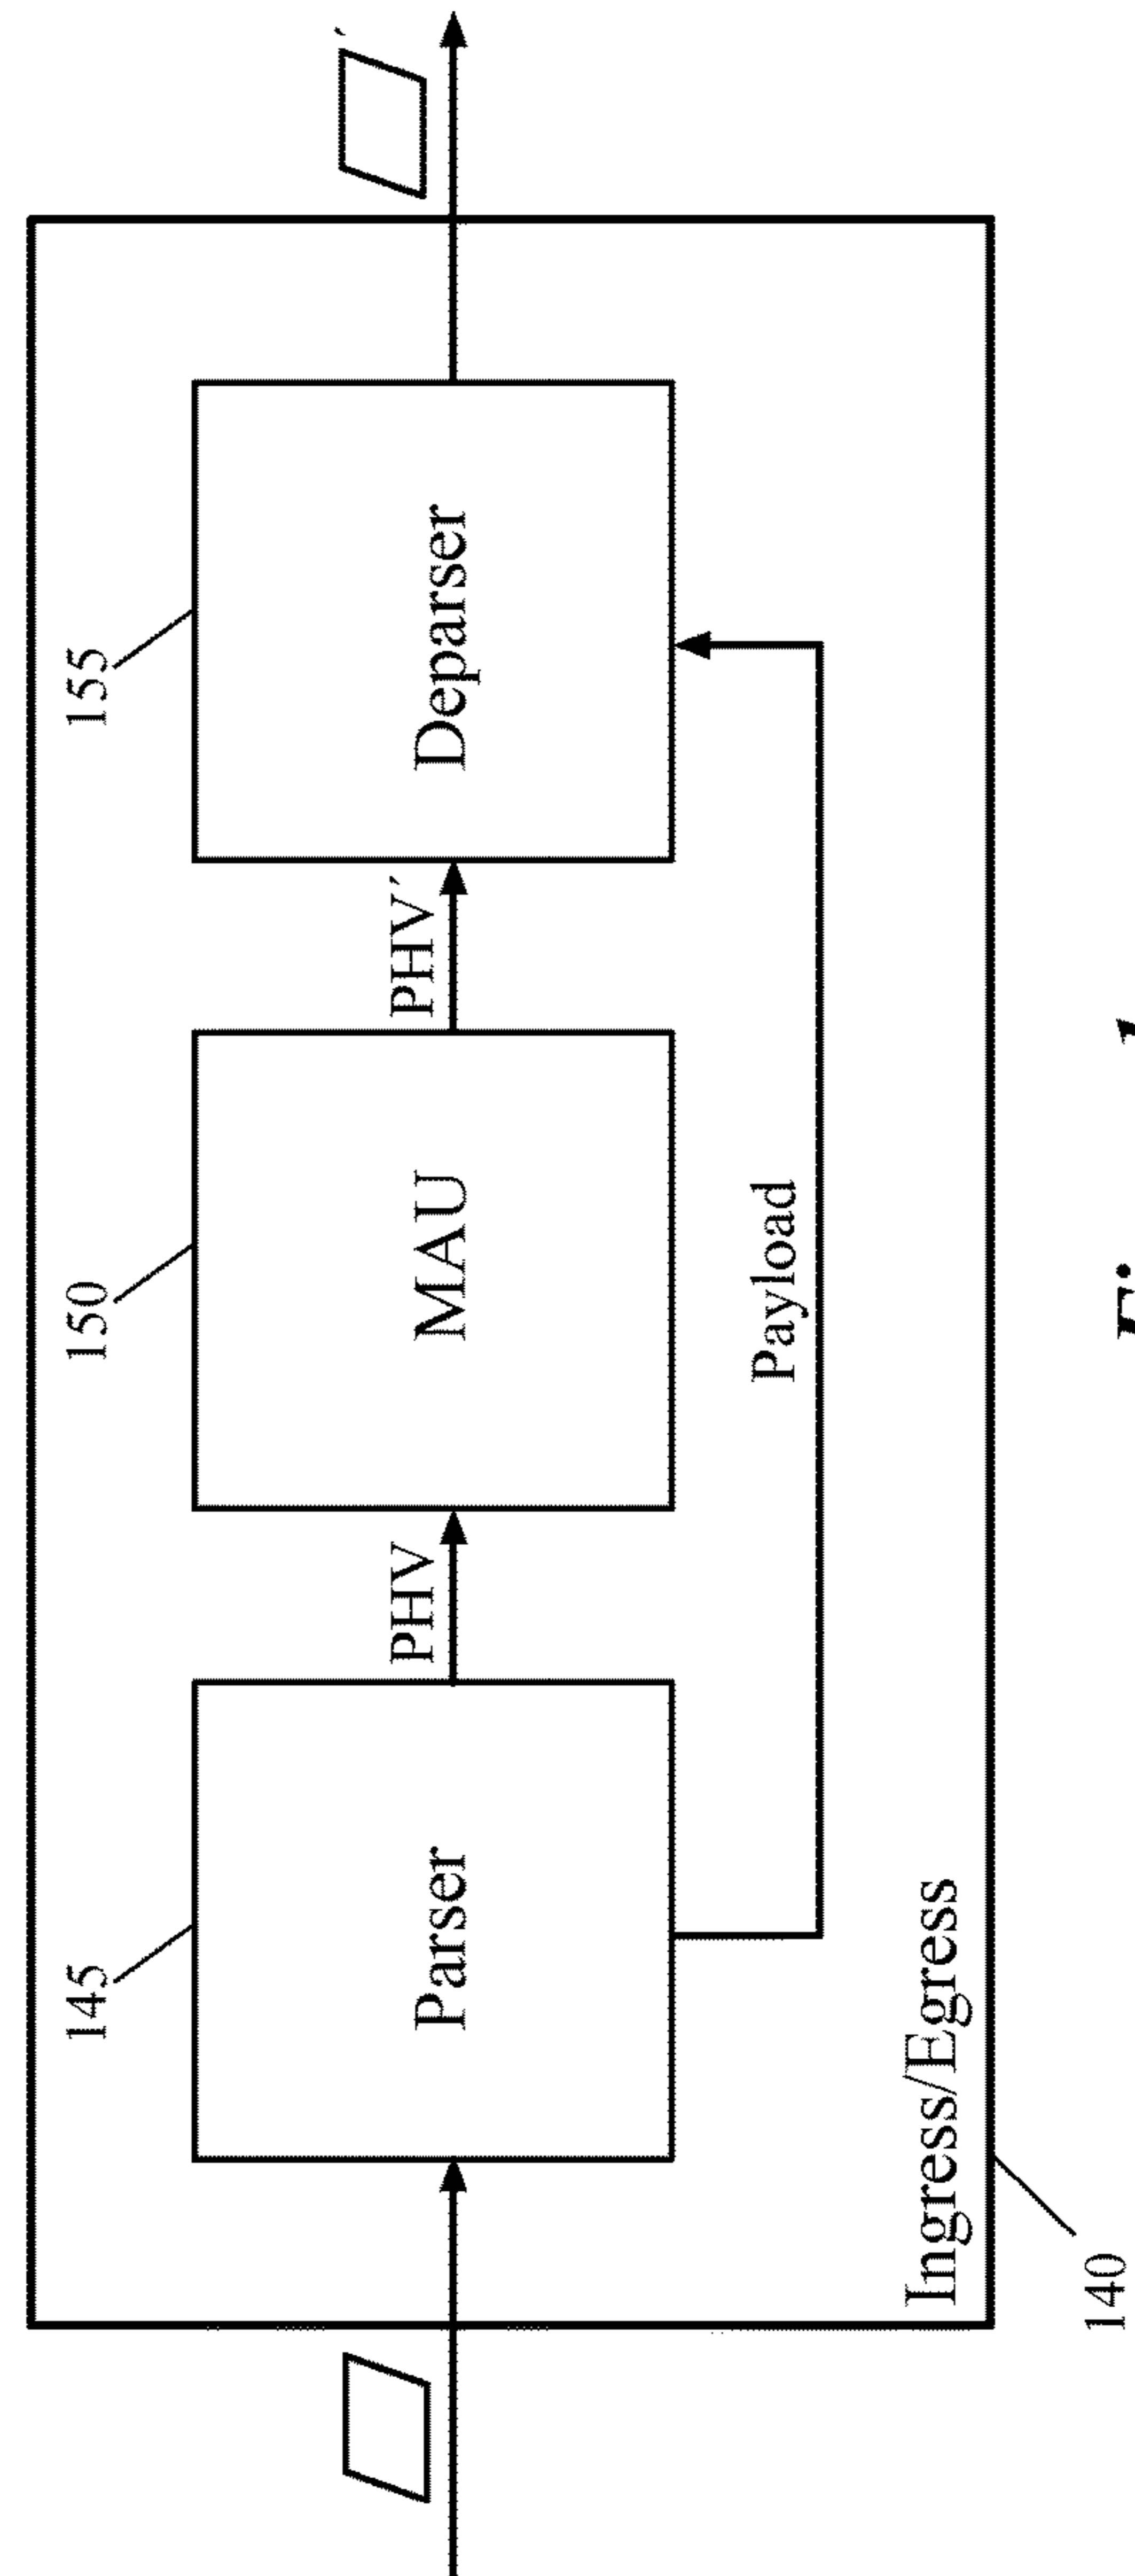 145
150
155
Parser
PHV
MAU
PHV´
Deparser
´
Payload
Ingress/Egress
140